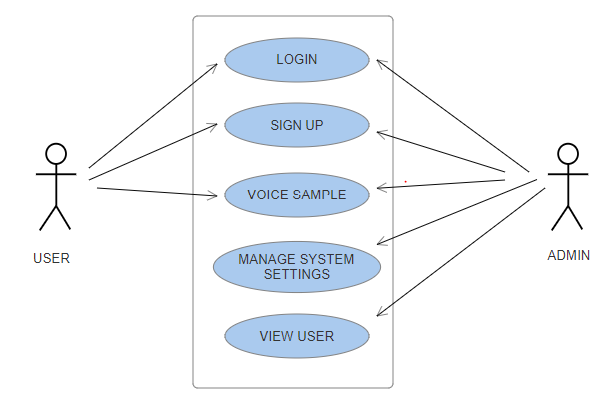 LOGIN
SIGN UP
VOICE SAMPLE
MANAGE SYSTEM
SETTINGS
VIEW USER
USER
ADMIN